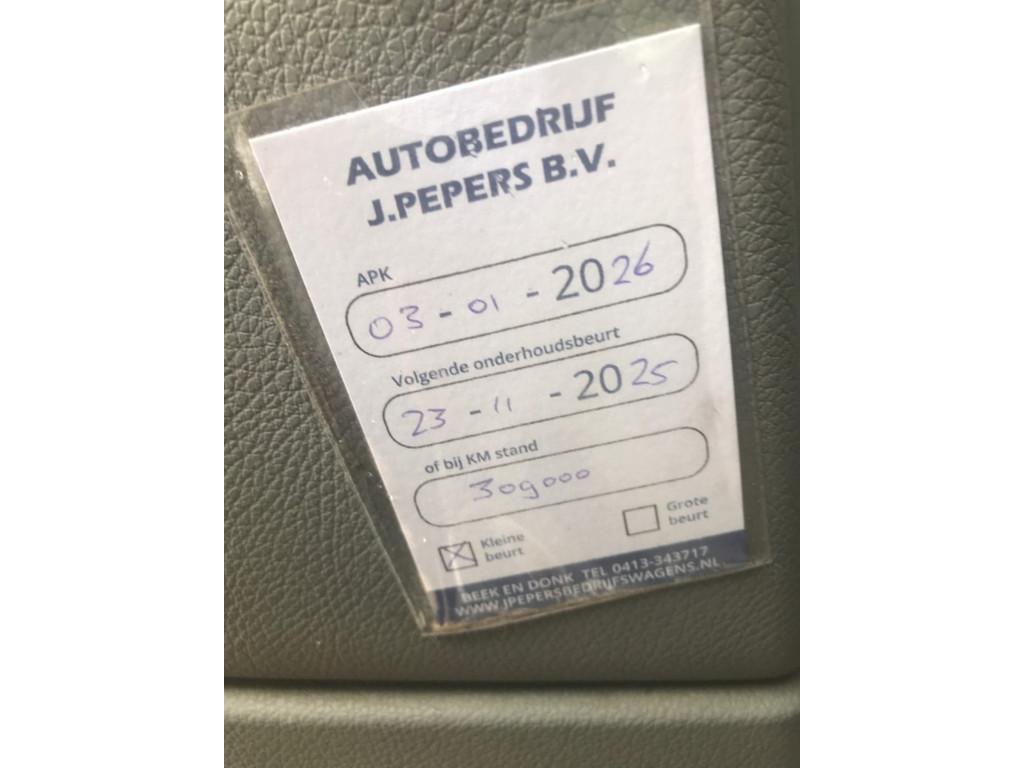 AUTOBEDRIJF
J.PEPERS B.V.
APK
03 - 01 - 2026
Volgende onderhoudsbeurt
23 - 11 - 2025
of bij KM stand
309000
Kleine beurt
Grote beurt
BEEK EN DONK TEL 0413-343717
WWW.JPEPERSBEDRIJFSWAGENS.NL